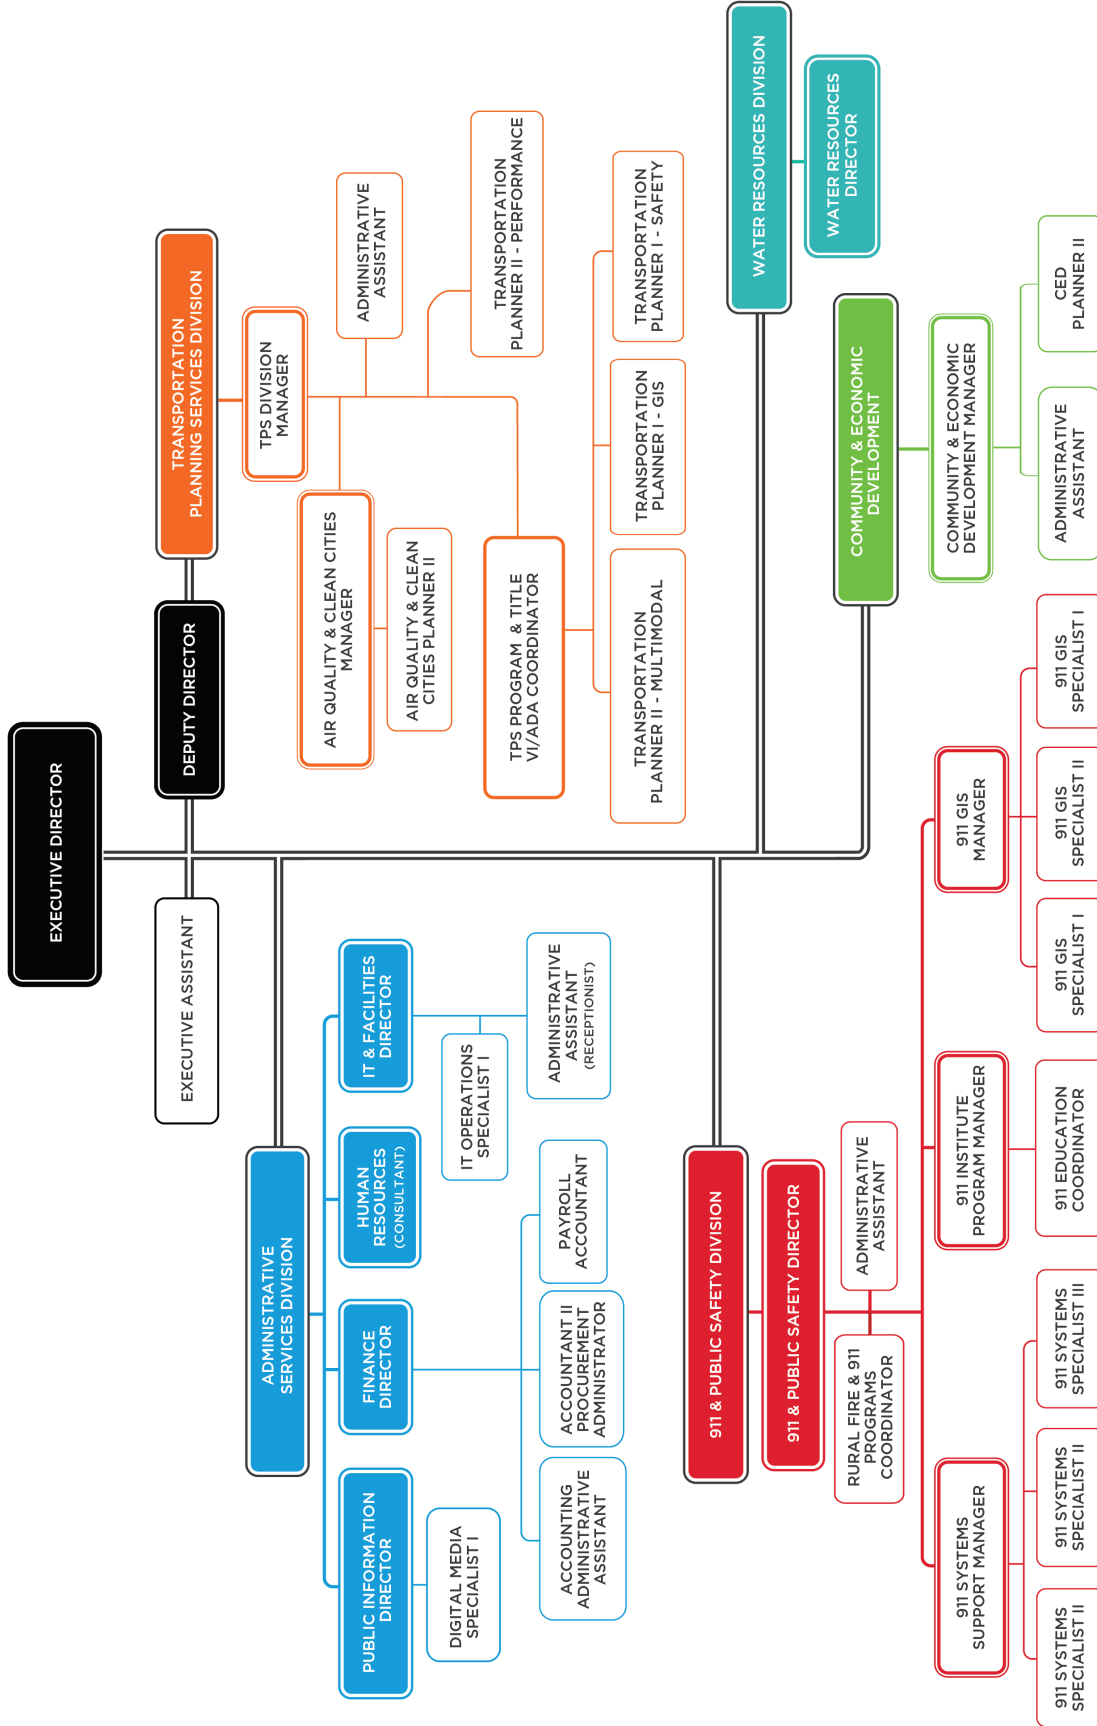 EXECUTIVE DIRECTOR
EXECUTIVE ASSISTANT
DEPUTY DIRECTOR
ADMINISTRATIVE
SERVICES DIVISION
PUBLIC INFORMATION
DIRECTOR
DIGITAL MEDIA
SPECIALIST I
FINANCE
DIRECTOR
ACCOUNTING
ADMINISTRATIVE
ASSISTANT
ACCOUNTANT II
PROCUREMENT
ADMINISTRATOR
PAYROLL
ACCOUNTANT
HUMAN
RESOURCES
(CONSULTANT)
IT & FACILITIES
DIRECTOR
IT OPERATIONS
SPECIALIST I
ADMINISTRATIVE
ASSISTANT
(RECEPTIONIST)
TRANSPORTATION
PLANNING SERVICES DIVISION
TPS DIVISION
MANAGER
AIR QUALITY & CLEAN CITIES
MANAGER
AIR QUALITY & CLEAN
CITIES PLANNER II
ADMINISTRATIVE
ASSISTANT
TRANSPORTATION
PLANNER II - PERFORMANCE
TPS PROGRAM & TITLE
VI/ADA COORDINATOR
TRANSPORTATION
PLANNER II - MULTIMODAL
TRANSPORTATION
PLANNER I - GIS
TRANSPORTATION
PLANNER I - SAFETY
911 & PUBLIC SAFETY DIVISION
911 & PUBLIC SAFETY DIRECTOR
RURAL FIRE & 911
PROGRAMS
COORDINATOR
ADMINISTRATIVE
ASSISTANT
911 SYSTEMS
SUPPORT MANAGER
911 SYSTEMS
SPECIALIST II
911 SYSTEMS
SPECIALIST II
911 SYSTEMS
SPECIALIST III
911 INSTITUTE
PROGRAM MANAGER
911 EDUCATION
COORDINATOR
911 GIS
MANAGER
911 GIS
SPECIALIST I
911 GIS
SPECIALIST II
911 GIS
SPECIALIST I
WATER RESOURCES DIVISION
WATER RESOURCES
DIRECTOR
COMMUNITY & ECONOMIC
DEVELOPMENT
COMMUNITY & ECONOMIC
DEVELOPMENT MANAGER
ADMINISTRATIVE
ASSISTANT
CED
PLANNER II